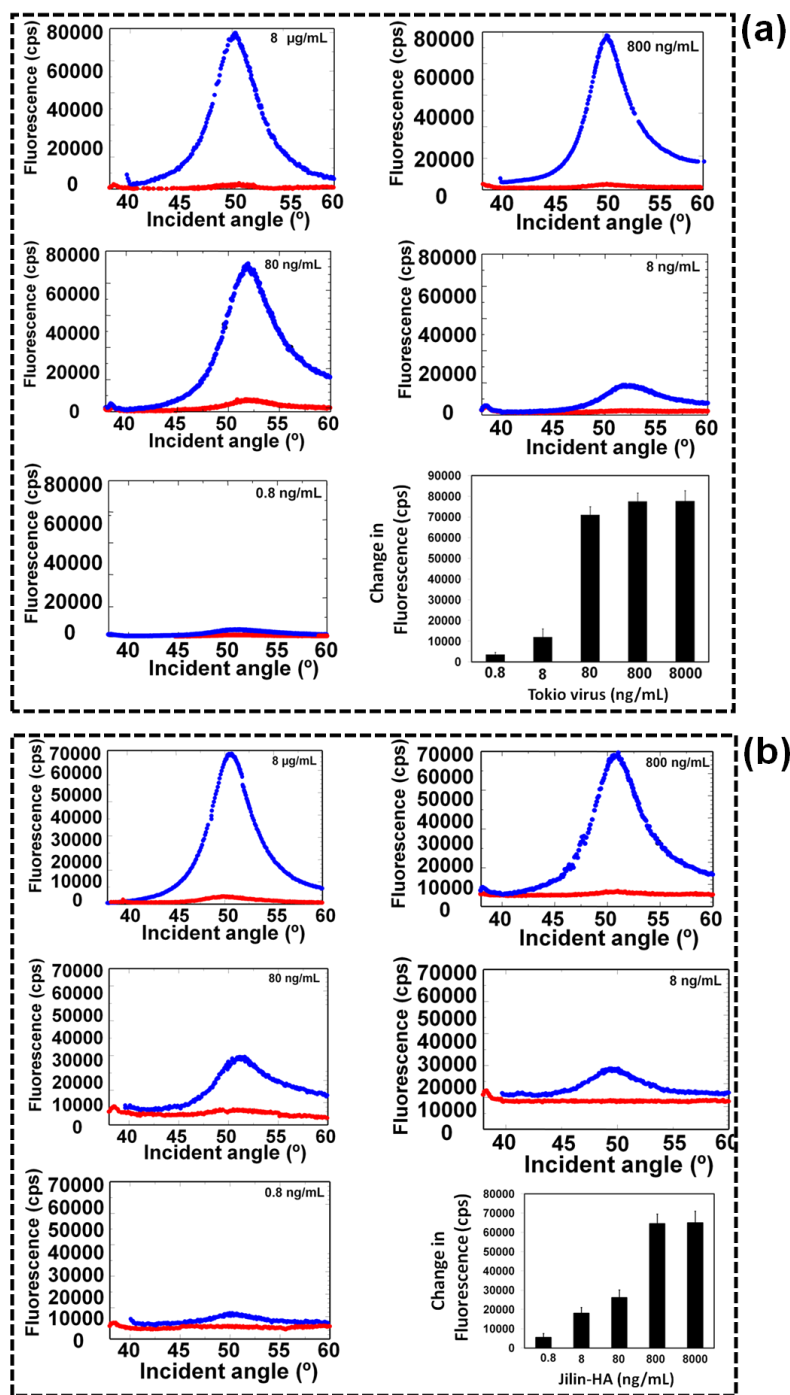 (a)
8 µg/mL
Fluorescence (cps)
80000
60000
40000
20000
0
40 45 50 55 60
Incident angle (º)
800 ng/mL
Fluorescence (cps)
80000
60000
40000
20000
0
40 45 50 55 60
Incident angle (º)
80 ng/mL
Fluorescence (cps)
80000
60000
40000
20000
0
40 45 50 55 60
Incident angle (º)
8 ng/mL
Fluorescence (cps)
80000
60000
40000
20000
0
40 45 50 55 60
Incident angle (º)
0.8 ng/mL
Fluorescence (cps)
80000
60000
40000
20000
0
40 45 50 55 60
Incident angle (º)
Change in
Fluorescence (cps)
90000
80000
70000
60000
50000
40000
30000
20000
10000
0
0.8 8 80 800 8000
Tokio virus (ng/mL)
(b)
8 µg/mL
Fluorescence (cps)
70000
60000
50000
40000
30000
20000
10000
0
40 45 50 55 60
Incident angle (º)
800 ng/mL
Fluorescence (cps)
70000
60000
50000
40000
30000
20000
10000
0
40 45 50 55 60
Incident angle (º)
80 ng/mL
Fluorescence (cps)
70000
60000
50000
40000
30000
20000
10000
0
40 45 50 55 60
Incident angle (º)
8 ng/mL
Fluorescence (cps)
70000
60000
50000
40000
30000
20000
10000
0
40 45 50 55 60
Incident angle (º)
0.8 ng/mL
Fluorescence (cps)
70000
60000
50000
40000
30000
20000
10000
0
40 45 50 55 60
Incident angle (º)
Change in
Fluorescence (cps)
80000
70000
60000
50000
40000
30000
20000
10000
0
0.8 8 80 800 8000
Jilin-HA (ng/mL)